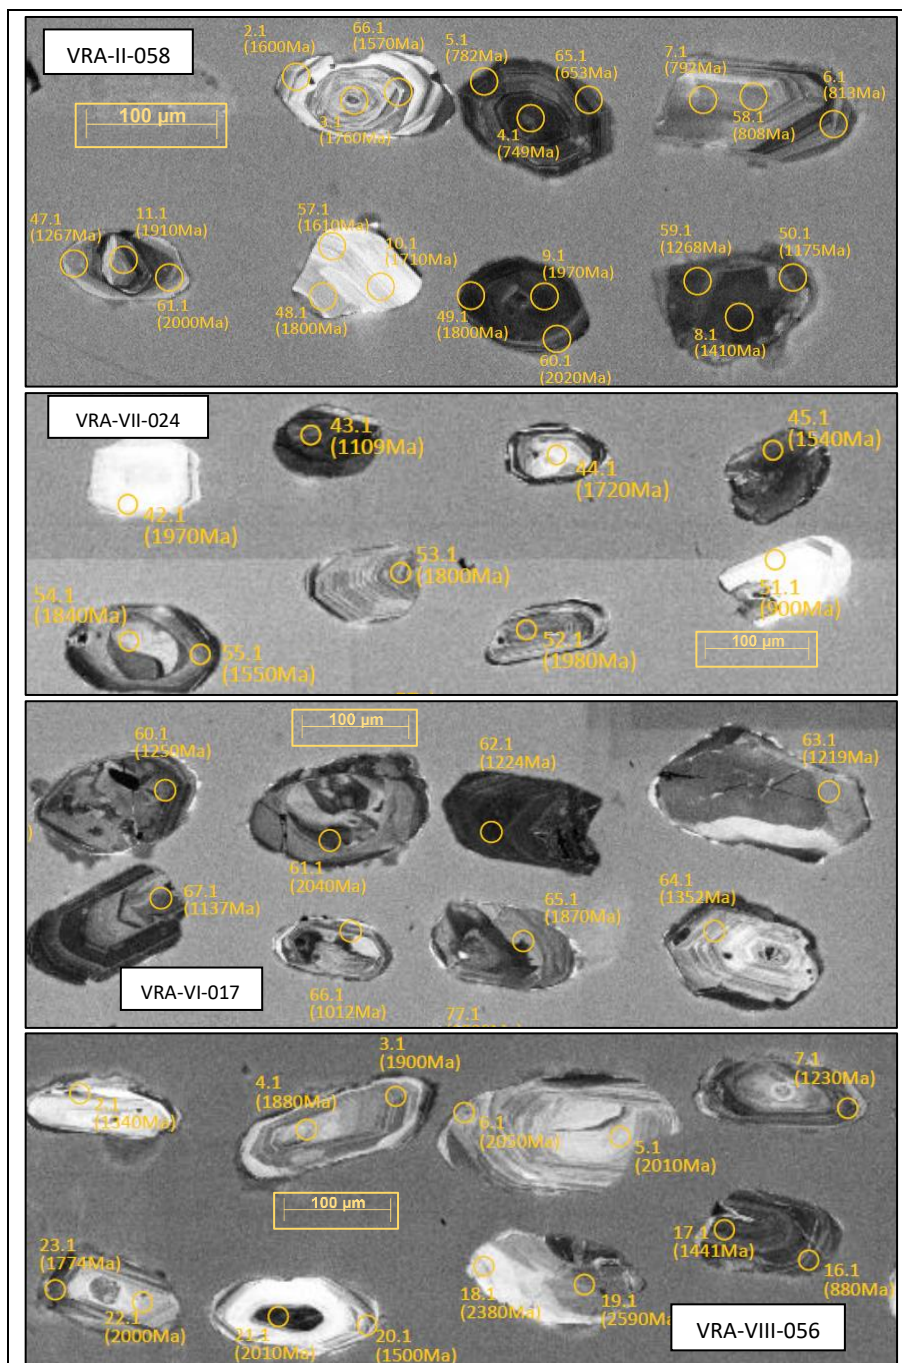 VRA-II-058
100 µm
2.1
(1600Ma)
66.1
(1570Ma)
3.1
(1760Ma)
5.1
(782Ma)
65.1
(653Ma)
4.1
(749Ma)
7.1
(792Ma)
6.1
(813Ma)
58.1
(808Ma)
47.1
(1267Ma)
11.1
(1910Ma)
61.1
(2000Ma)
57.1
(1610Ma)
10.1
(1710Ma)
48.1
(1800Ma)
9.1
(1970Ma)
49.1
(1800Ma)
60.1
(2020Ma)
59.1
(1268Ma)
50.1
(1175Ma)
8.1
(1410Ma)
VRA-VII-024
42.1
(1970Ma)
43.1
(1109Ma)
44.1
(1720Ma)
45.1
(1540Ma)
54.1
(1840Ma)
55.1
(1550Ma)
53.1
(1800Ma)
52.1
(1980Ma)
51.1
(900Ma)
100 µm
100 µm
60.1
(1250Ma)
61.1
(2040Ma)
62.1
(1224Ma)
63.1
(1219Ma)
67.1
(1137Ma)
66.1
(1012Ma)
65.1
(1870Ma)
64.1
(1352Ma)
77.1
VRA-VI-017
2.1
(1340Ma)
4.1
(1880Ma)
3.1
(1900Ma)
6.1
(2050Ma)
5.1
(2010Ma)
7.1
(1230Ma)
100 µm
23.1
(1774Ma)
22.1
(2000Ma)
21.1
(2010Ma)
20.1
(1500Ma)
18.1
(2380Ma)
19.1
(2590Ma
17.1
(1441Ma)
16.1
(880Ma)
VRA-VIII-056